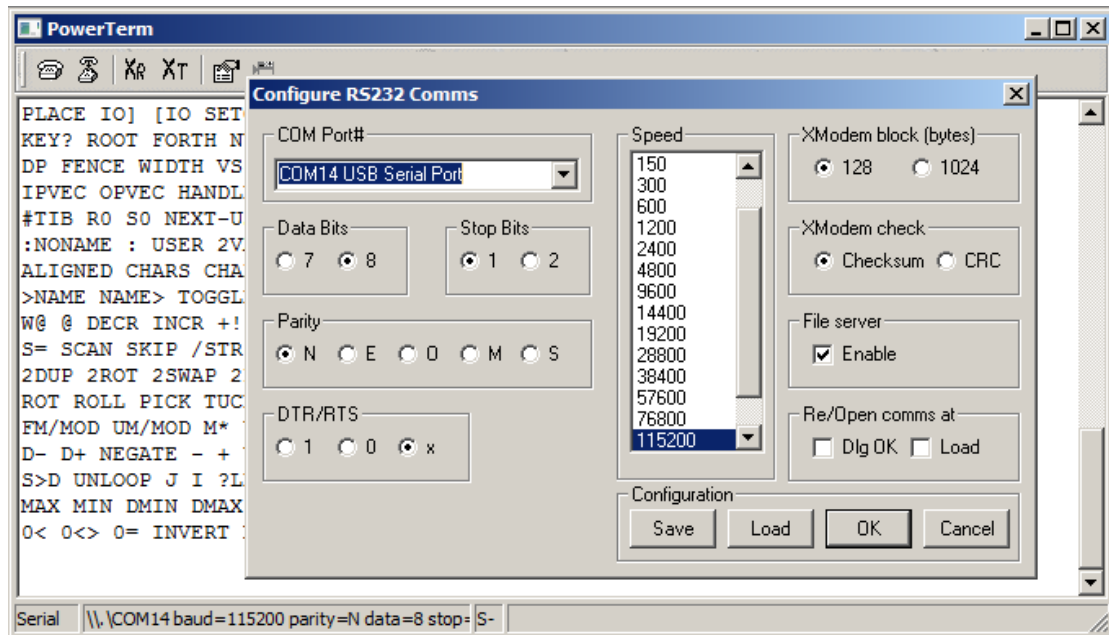 PowerTerm
XR XT
PLACE IO] [IO SET
KEY? ROOT FORTH N
DP FENCE WIDTH VS
IPVEC OPVEC HANDL
#TIB R0 S0 NEXT-U
:NONAME : USER 2V
ALIGNED CHARS CHA
>NAME NAME> TOGGL
W@ @ DECR INCR +!
S= SCAN SKIP /STR
2DUP 2ROT 2SWAP 2
ROT ROLL PICK TUC
FM/MOD UM/MOD M*
D- D+ NEGATE - +
S>D UNLOOP J I ?L
MAX MIN DMIN DMAX
0< 0<> 0= INVERT
Configure RS232 Comms
COM Port#
COM14 USB Serial Port
Data Bits
7 8
Stop Bits
1 2
Parity
N E O M S
DTR/RTS
1 0 x
Speed
150
300
600
1200
2400
4800
9600
14400
19200
28800
38400
57600
76800
115200
XModem block (bytes)
128 1024
XModem check
Checksum CRC
File server
Enable
Re/Open comms at
Dlg OK Load
Configuration
Save Load OK Cancel
Serial \\.\COM14 baud=115200 parity=N data=8 stop= S-